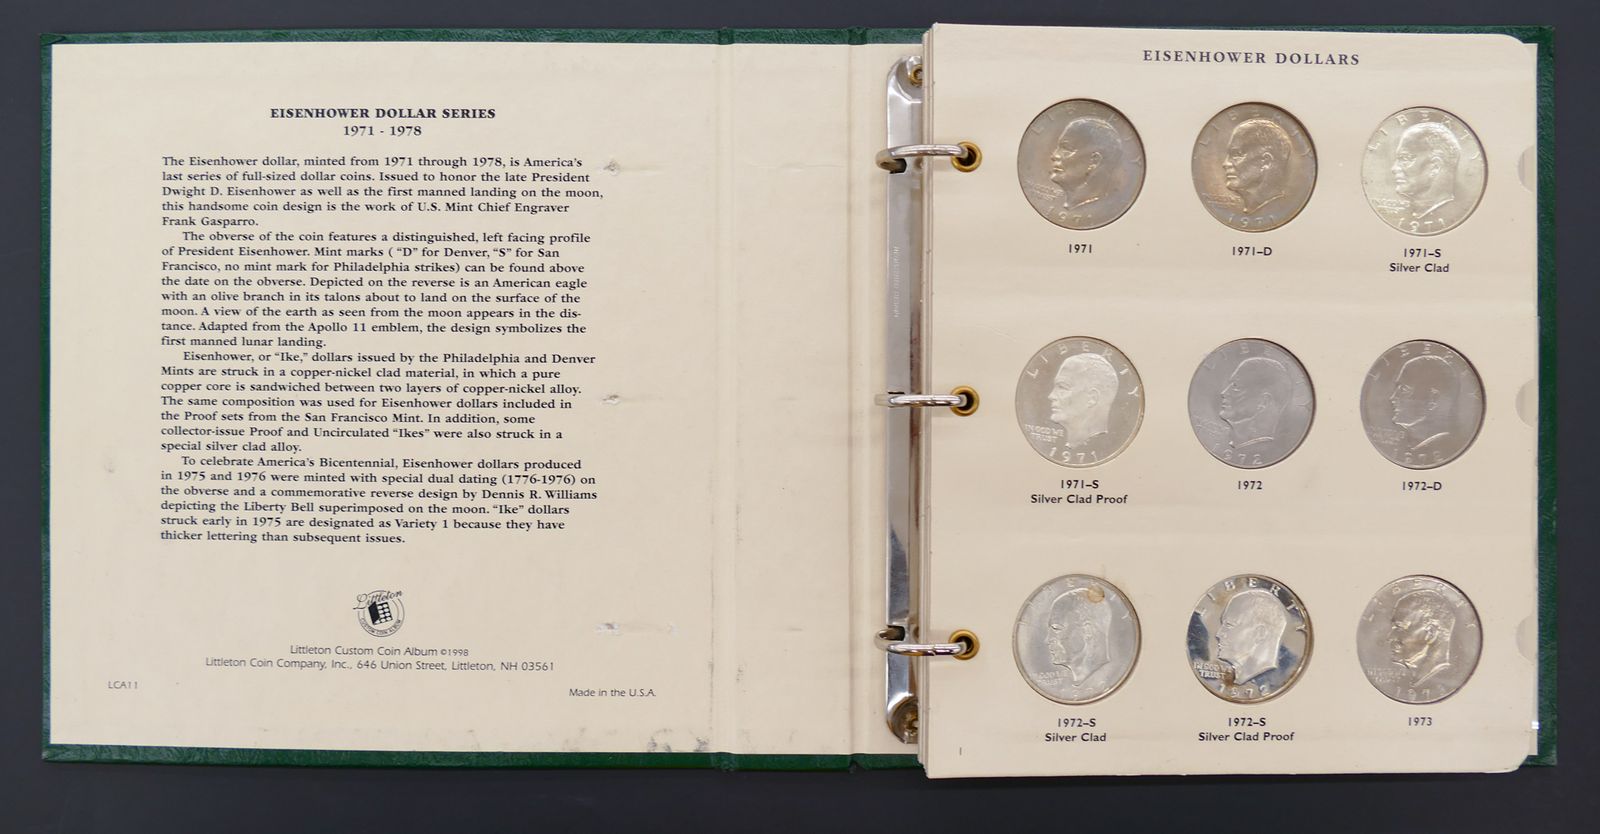 EISENHOWER DOLLAR SERIES
1971 - 1978
The Eisenhower dollar, minted from 1971 through 1978, is America's
last series of full-sized dollar coins. Issued to honor the late President
Dwight D. Eisenhower as well as the first manned landing on the moon,
this handsome coin design is the work of U.S. Mint Chief Engraver
Frank Gasparro.
The obverse of the coin features a distinguished, left facing profile
of President Eisenhower. Mint marks ( “D” for Denver, “S” for San
Francisco, no mint mark for Philadelphia strikes) can be found above
the date on the obverse. Depicted on the reverse is an American eagle
with an olive branch in its talons about to land on the surface of the
moon. A view of the earth as seen from the moon appears in the dis-
tance. Adapted from the Apollo 11 emblem, the design symbolizes the
first manned lunar landing.
Eisenhower, or “Ike,” dollars issued by the Philadelphia and Denver
Mints are struck in a copper-nickel clad material, in which a pure
copper core is sandwiched between two layers of copper-nickel alloy.
The same composition was used for Eisenhower dollars included in
the Proof sets from the San Francisco Mint. In addition, some
collector-issue Proof and Uncirculated “Ikes” were also struck in a
special silver clad alloy.
To celebrate America's Bicentennial, Eisenhower dollars produced
in 1975 and 1976 were minted with special dual dating (1776-1976) on
the obverse and a commemorative reverse design by Dennis R. Williams
depicting the Liberty Bell superimposed on the moon. “Ike” dollars
struck early in 1975 are designated as Variety 1 because they have
thicker lettering than subsequent issues.
Littleton
CUSTOM COIN ALBUM
Littleton Custom Coin Album ©1998
Littleton Coin Company, Inc., 646 Union Street, Littleton, NH 03561
LCA11
Made in the U.S.A.
EISENHOWER DOLLARS
LIBERTY
IN GOD WE
TRUST
1971
1971
LIBERTY
1971
1971-D
LIBERTY
IN GOD WE
1971
1971-S
Silver Clad
LIBERTY
IN GOD WE
TRUST
1971
1971-S
Silver Clad Proof
LIBERTY
1972
1972
LIBERTY
1972
1972-D
LIBERTY
IN GOD WE
TRUST
1972
1972-S
Silver Clad
LIBERTY
IN GOD WE
TRUST
1972
1972-S
Silver Clad Proof
LIBERTY
1973
1973
1